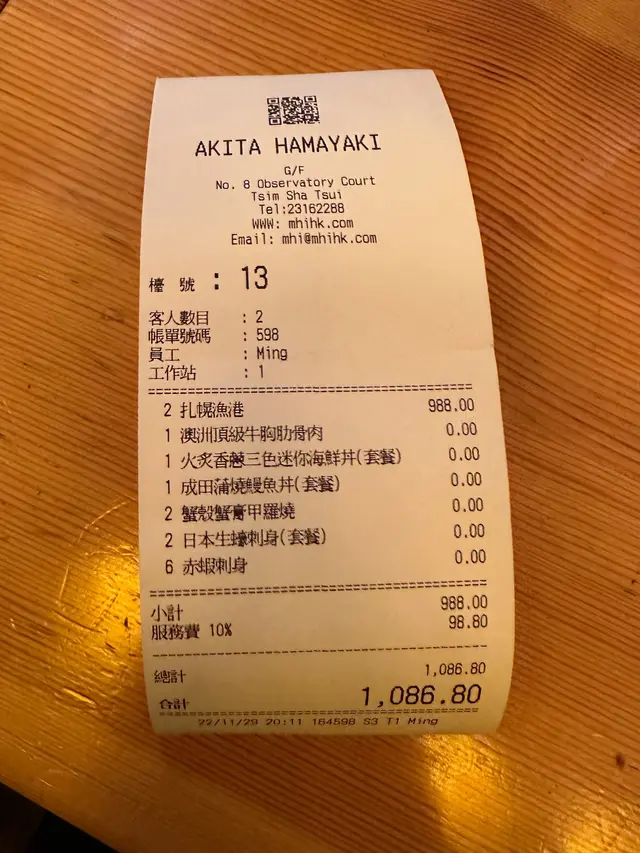 AKITA HAMAYAKI
G/F
No. 8 Observatory Court
Tsim Sha Tsui
Tel:23162288
WWW: mhihk.com
Email: mhi@mhihk.com
檯 號 : 13
客人數目 : 2
帳單號碼 : 598
員工 : Ming
工作站 : 1
2 扎幌漁港 988.00
1 澳洲頂級牛胸肋骨肉 0.00
1 火炙香蔥三色迷你海鮮丼(套餐) 0.00
1 成田蒲燒鰻魚丼(套餐) 0.00
2 蟹殼蟹膏甲羅燒 0.00
2 日本生蠔刺身(套餐) 0.00
6 赤蝦刺身 0.00
小計 988.00
服務費 10% 98.80
總計 1,086.80
合計 1,086.80
22/11/29 20:11 164598 S3 T1 Ming